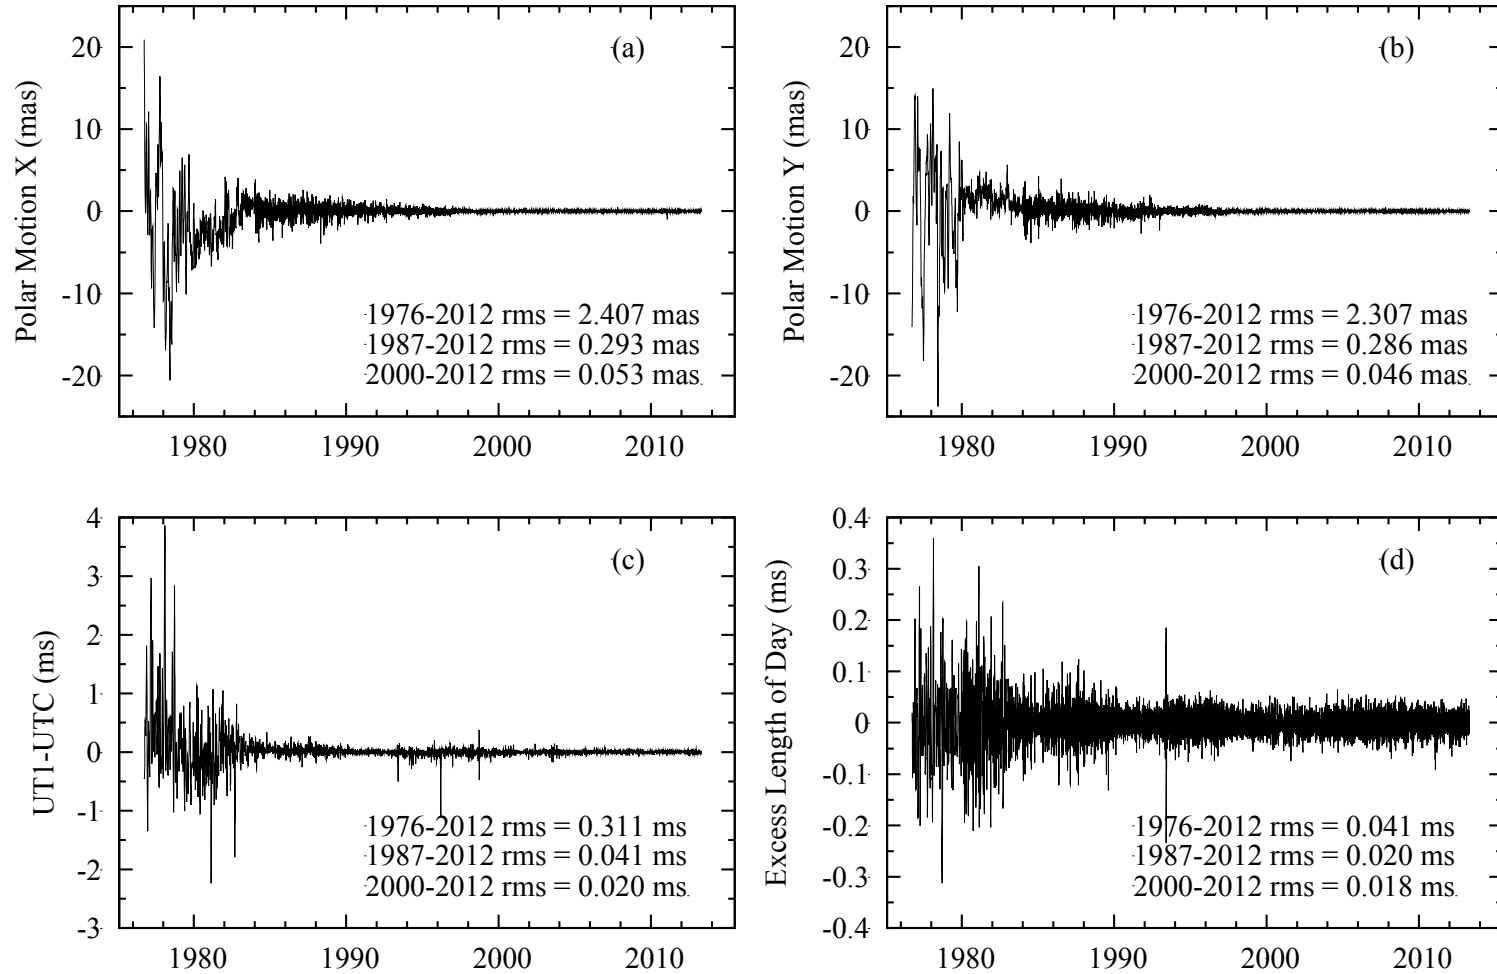 (a)
Polar Motion X (mas)
20
10
0
-10
-20
1976-2012 rms = 2.407 mas
1987-2012 rms = 0.293 mas
2000-2012 rms = 0.053 mas
1980 1990 2000 2010
(b)
Polar Motion Y (mas)
20
10
0
-10
-20
1976-2012 rms = 2.307 mas
1987-2012 rms = 0.286 mas
2000-2012 rms = 0.046 mas
1980 1990 2000 2010
(c)
UT1-UTC (ms)
4
3
2
1
0
-1
-2
-3
1976-2012 rms = 0.311 ms
1987-2012 rms = 0.041 ms
2000-2012 rms = 0.020 ms
1980 1990 2000 2010
(d)
Excess Length of Day (ms)
0.4
0.3
0.2
0.1
0
-0.1
-0.2
-0.3
-0.4
1976-2012 rms = 0.041 ms
1987-2012 rms = 0.020 ms
2000-2012 rms = 0.018 ms
1980 1990 2000 2010